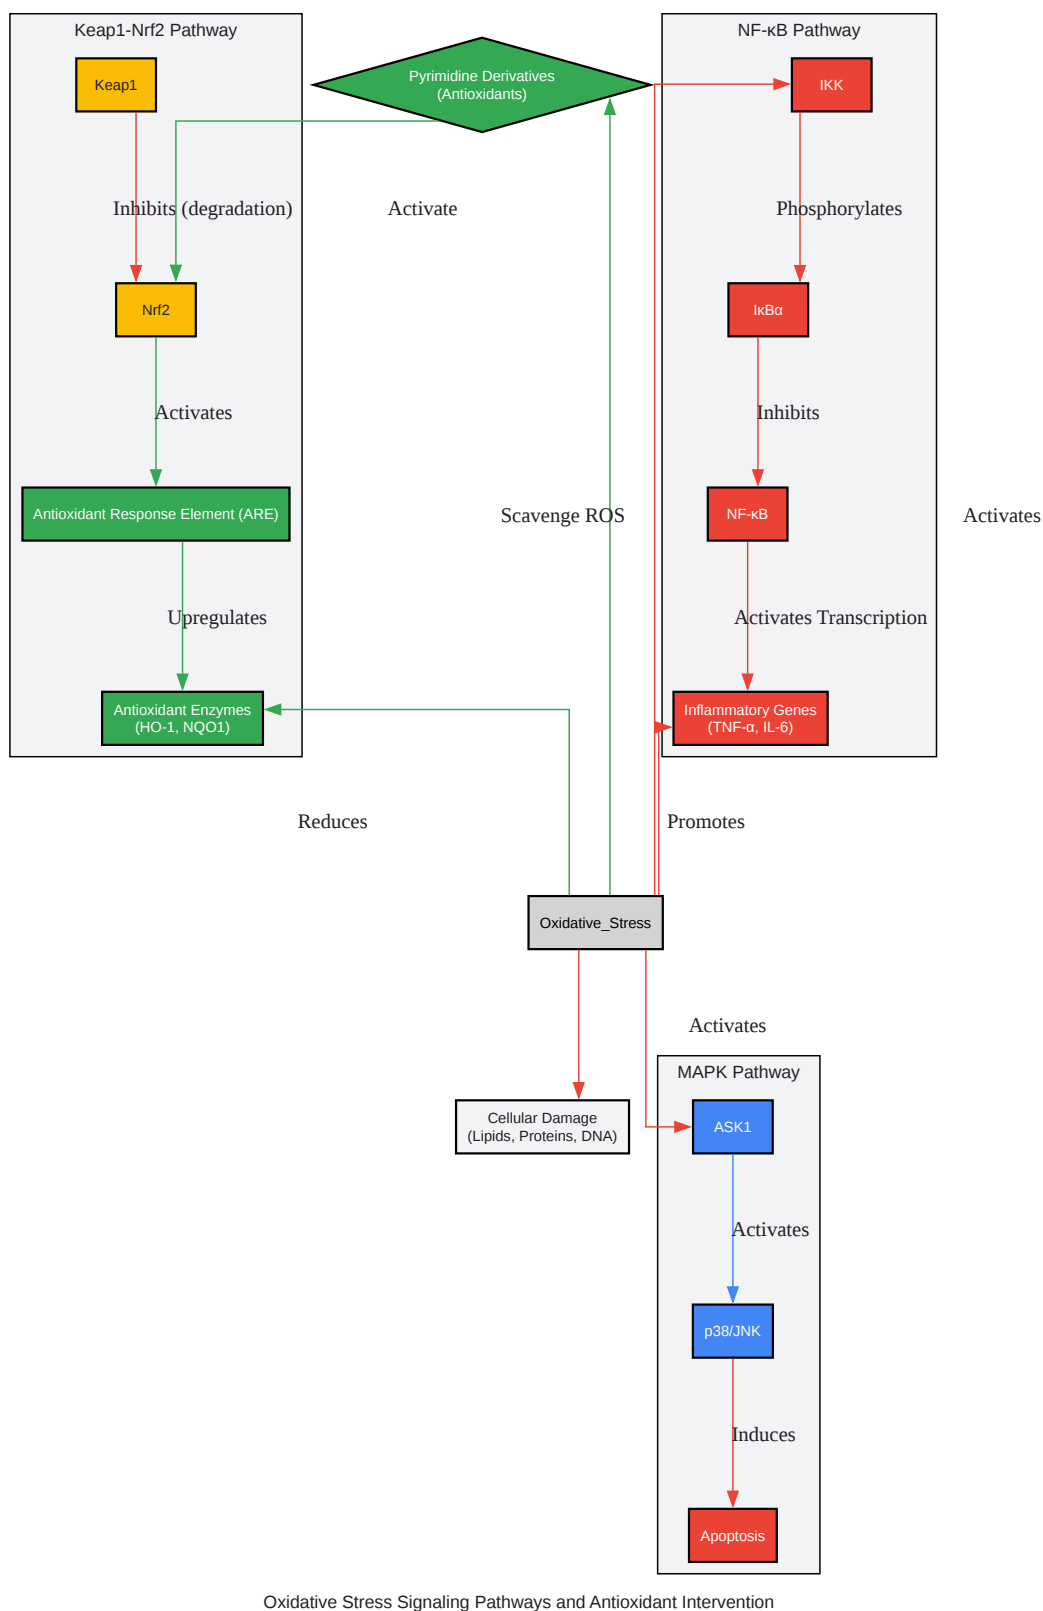 Keap1-Nrf2 Pathway
NF-κB Pathway
Keap1
Pyrimidine Derivatives
(Antioxidants)
IKK
Inhibits (degradation)
Activate
Phosphorylates
Nrf2
IκBα
Activates
Inhibits
Antioxidant Response Element (ARE)
Scavenge ROS
NF-κB
Activates
Upregulates
Activates Transcription
Antioxidant Enzymes
(HO-1, NQO1)
Inflammatory Genes
(TNF-α, IL-6)
Reduces
Promotes
Oxidative_Stress
Activates
MAPK Pathway
Cellular Damage
(Lipids, Proteins, DNA)
ASK1
Activates
p38/JNK
Induces
Apoptosis
Oxidative Stress Signaling Pathways and Antioxidant Intervention